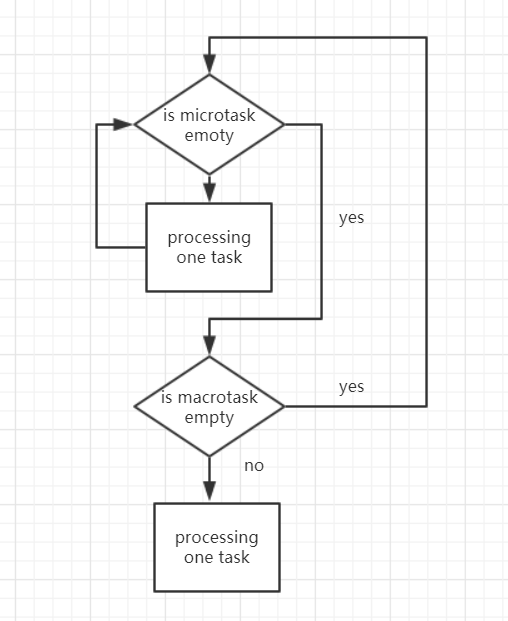 is microtask
emoty
yes
processing
one task
is macrotask
empty
yes
no
processing
one task